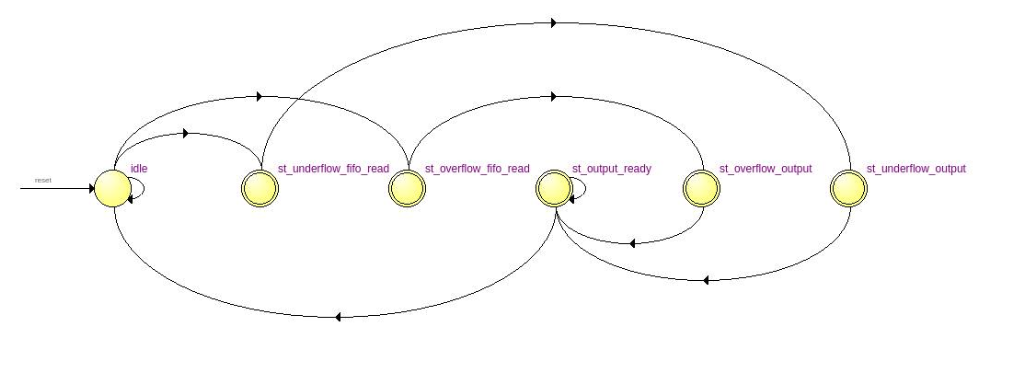 reset
idle
st_underflow_fifo_read
st_overflow_fifo_read
st_output_ready
st_overflow_output
st_underflow_output